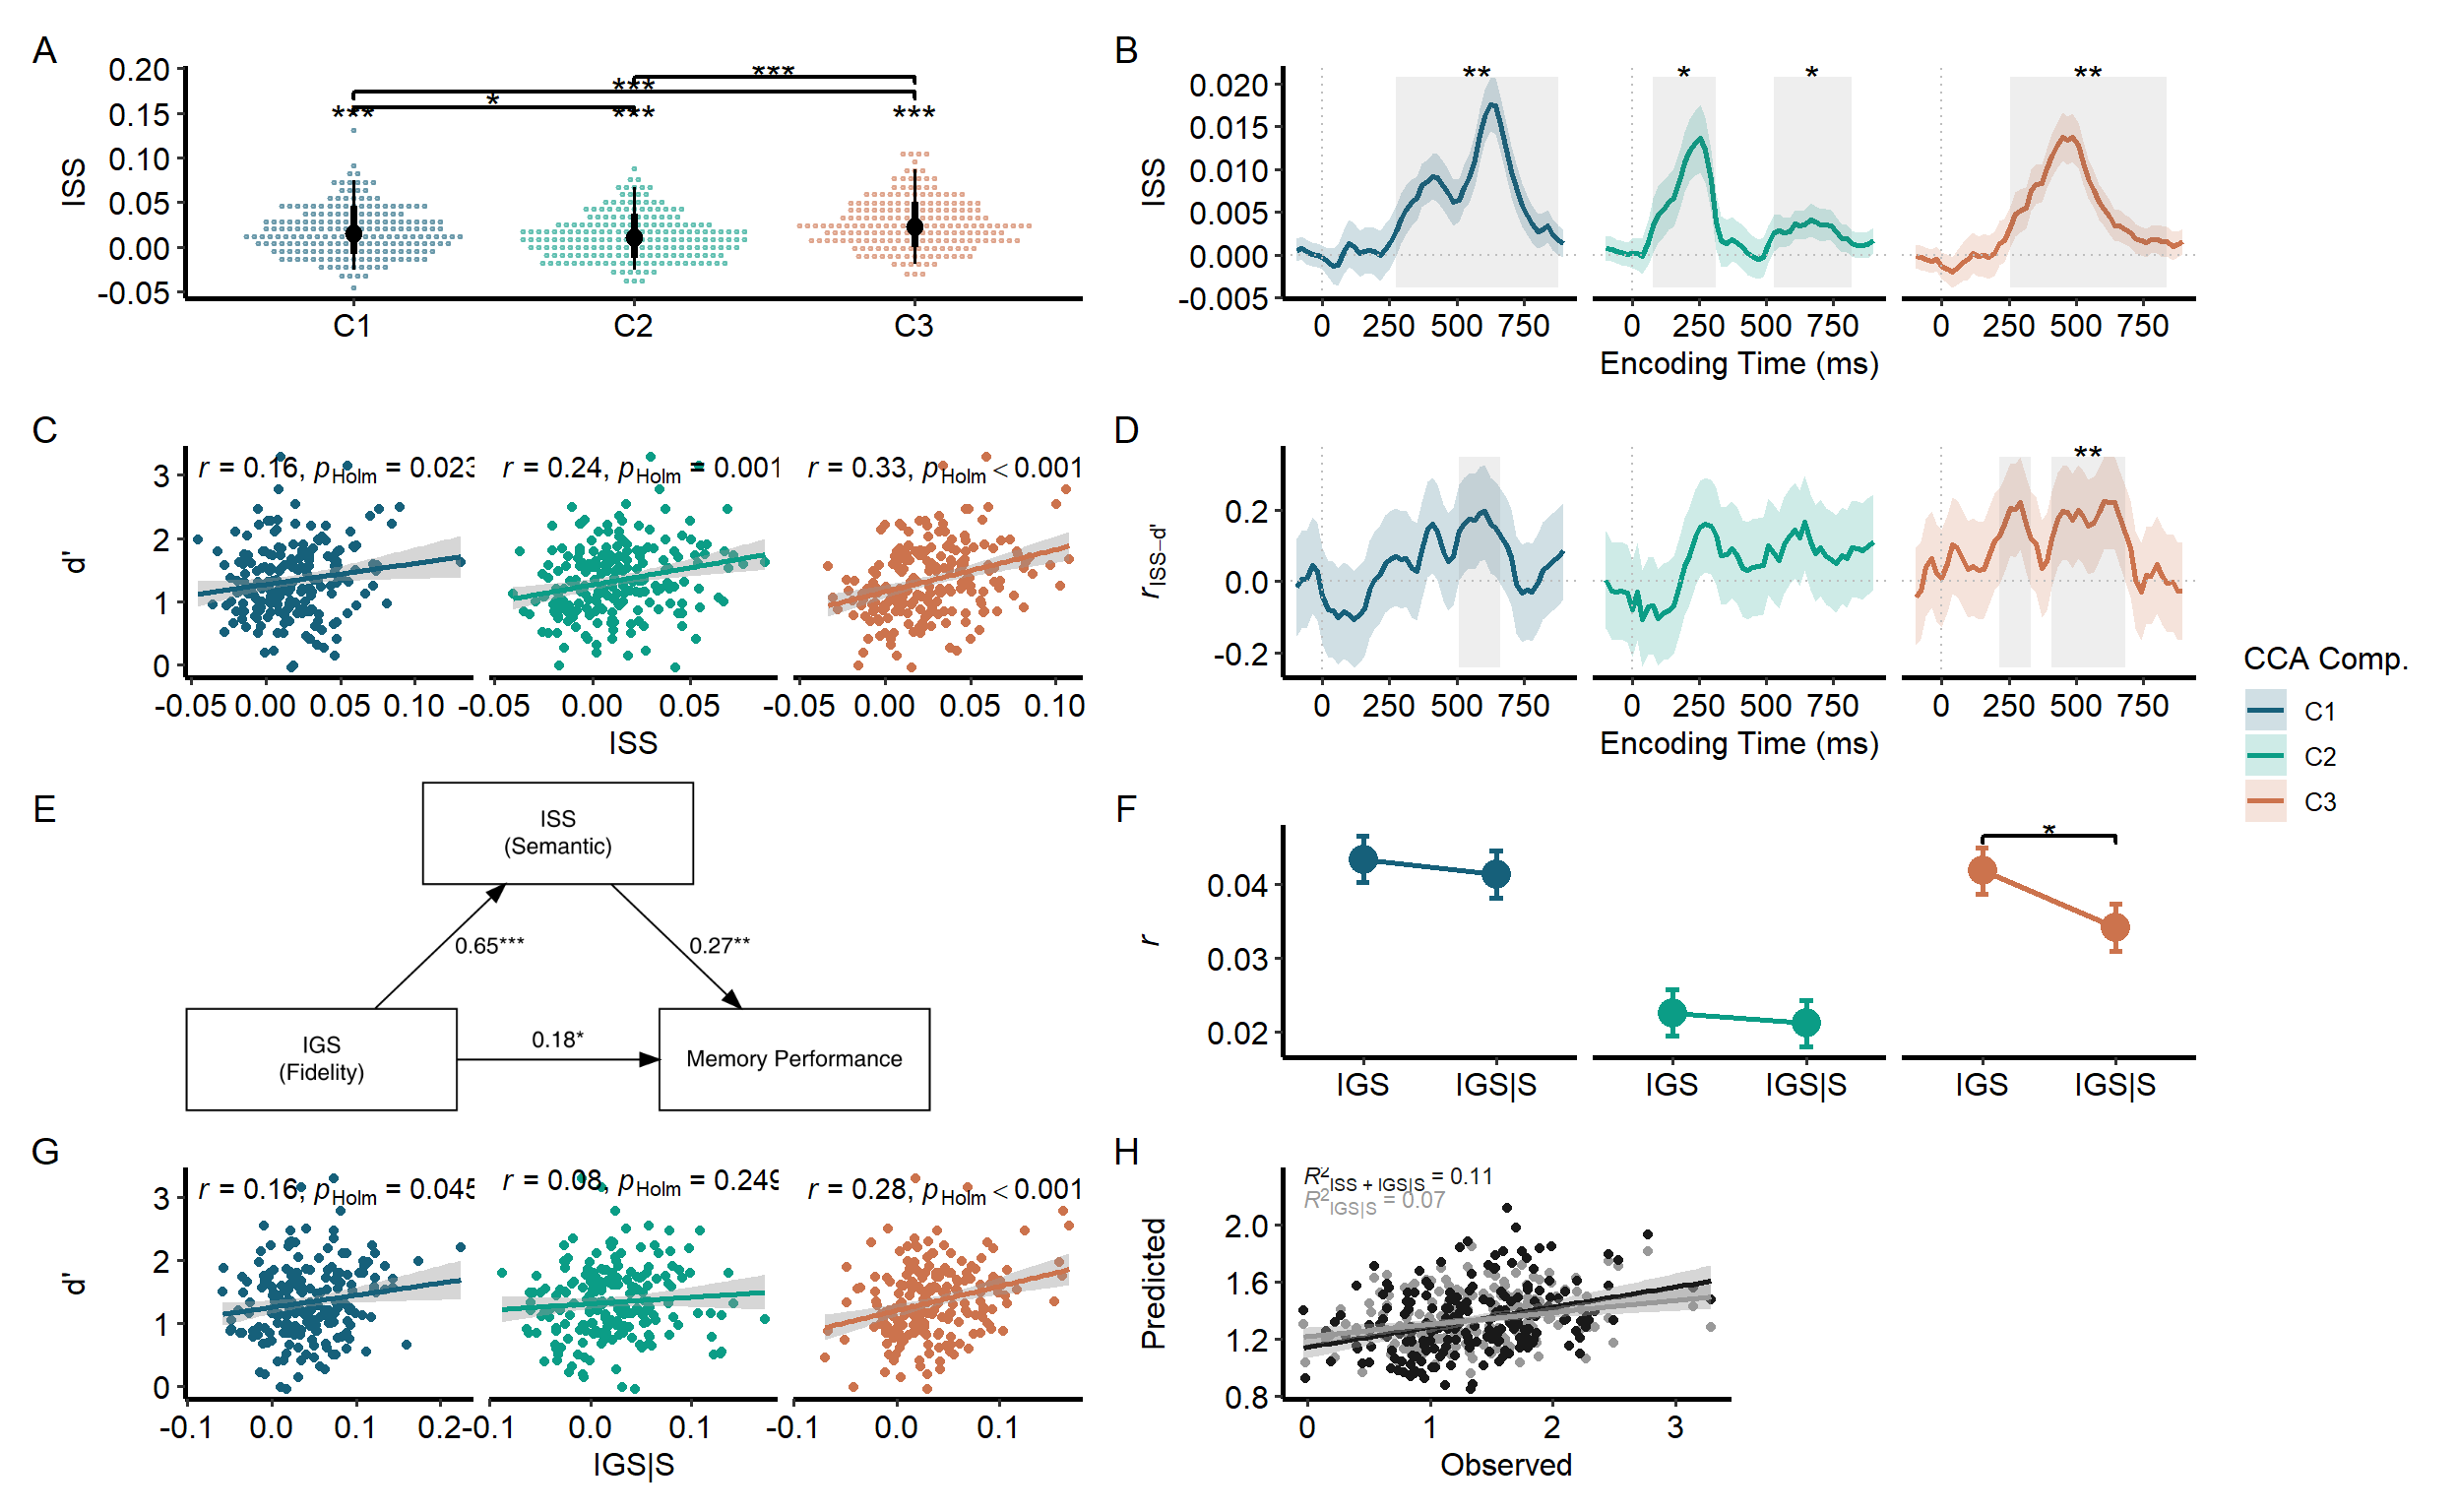 A
ISS
0.20
0.15
0.10
0.05
0.00
-0.05
***
***
*
***
***
***
C1
C2
C3
B
ISS
0.020
0.015
0.010
0.005
0.000
-0.005
**
*
*
**
0 250 500 750
0 250 500 750
0 250 500 750
Encoding Time (ms)
C
d'
3
2
1
0
r = 0.16, pHolm = 0.023
r = 0.24, pHolm = 0.001
r = 0.33, pHolm < 0.001
-0.05 0.00 0.05 0.10
-0.05 0.00 0.05
-0.05 0.00 0.05 0.10
ISS
D
rISS–d'
0.2
0.0
-0.2
**
0 250 500 750
0 250 500 750
0 250 500 750
Encoding Time (ms)
CCA Comp.
C1
C2
C3
E
ISS
(Semantic)
0.65***
0.27**
IGS
(Fidelity)
0.18*
Memory Performance
F
r
0.04
0.03
0.02
*
IGS IGS|S
IGS IGS|S
IGS IGS|S
G
d'
3
2
1
0
r = 0.16, pHolm = 0.045
r = 0.08, pHolm = 0.249
r = 0.28, pHolm < 0.001
-0.1 0.0 0.1 0.2
-0.1 0.0 0.1
-0.1 0.0 0.1
IGS|S
H
Predicted
2.0
1.6
1.2
0.8
R2ISS + IGS|S = 0.11
R2IGS|S = 0.07
0 1 2 3
Observed